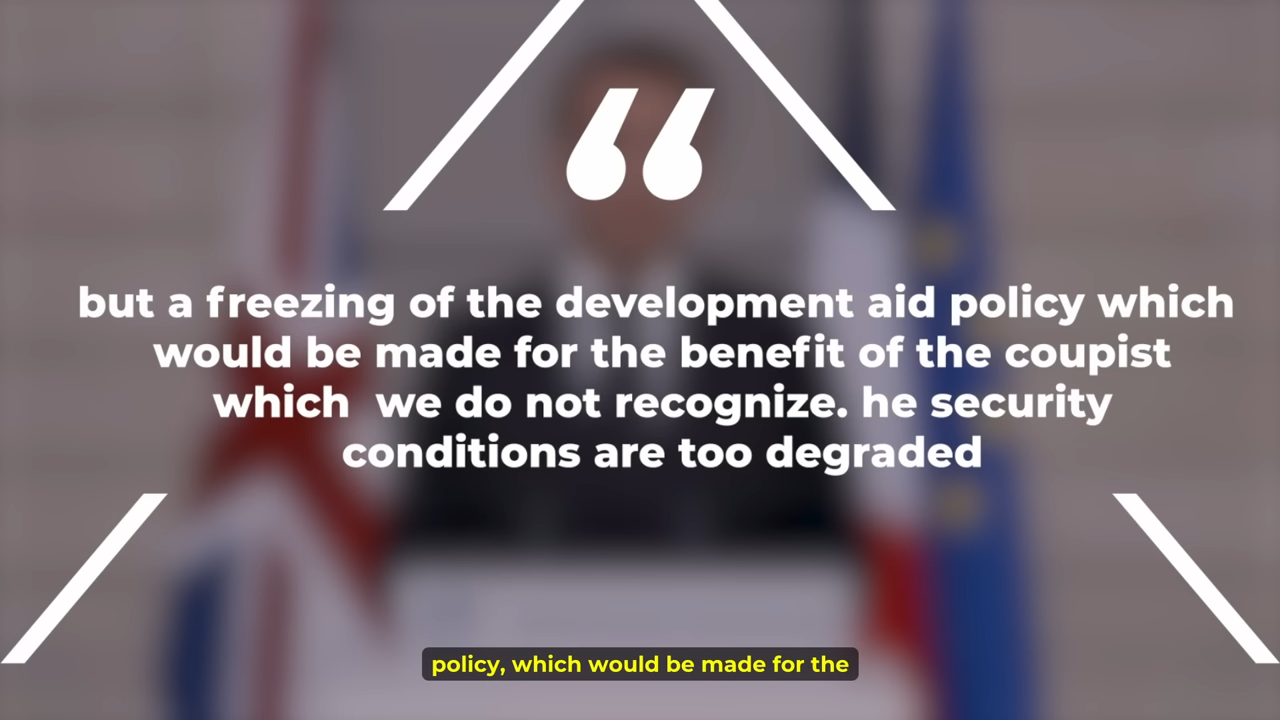 “
but a freezing of the development aid policy which
would be made for the benefit of the coupist
which  we do not recognize. he security
conditions are too degraded
policy, which would be made for the